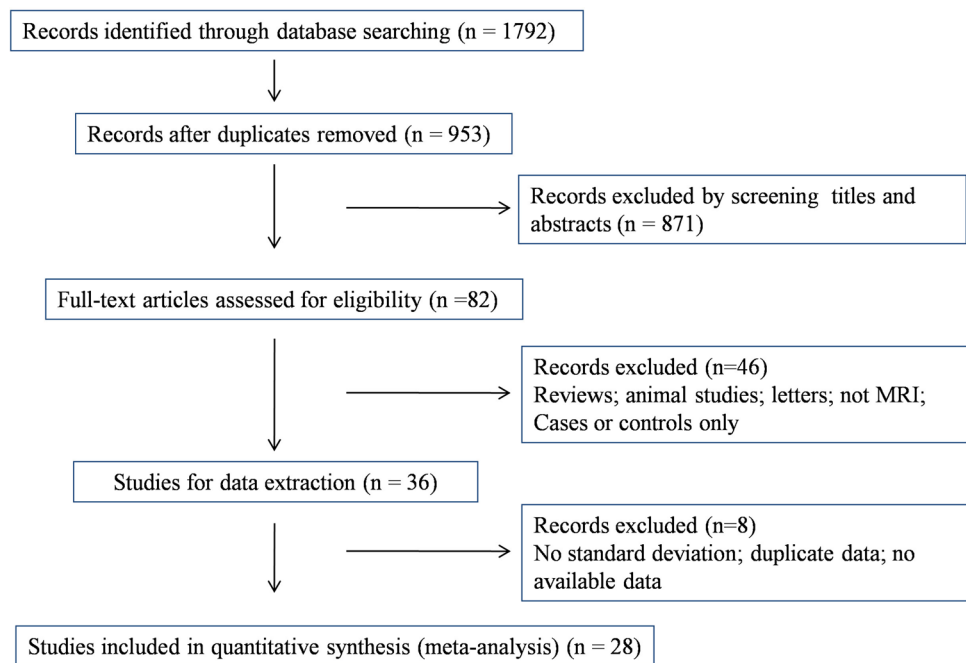 Records identified through database searching (n = 1792)
Records after duplicates removed (n = 953)
Records excluded by screening titles and
abstracts (n = 871)
Full-text articles assessed for eligibility (n =82)
Records excluded (n=46)
Reviews; animal studies; letters; not MRI;
Cases or controls only
Studies for data extraction (n = 36)
Records excluded (n=8)
No standard deviation; duplicate data; no
available data
Studies included in quantitative synthesis (meta-analysis) (n = 28)